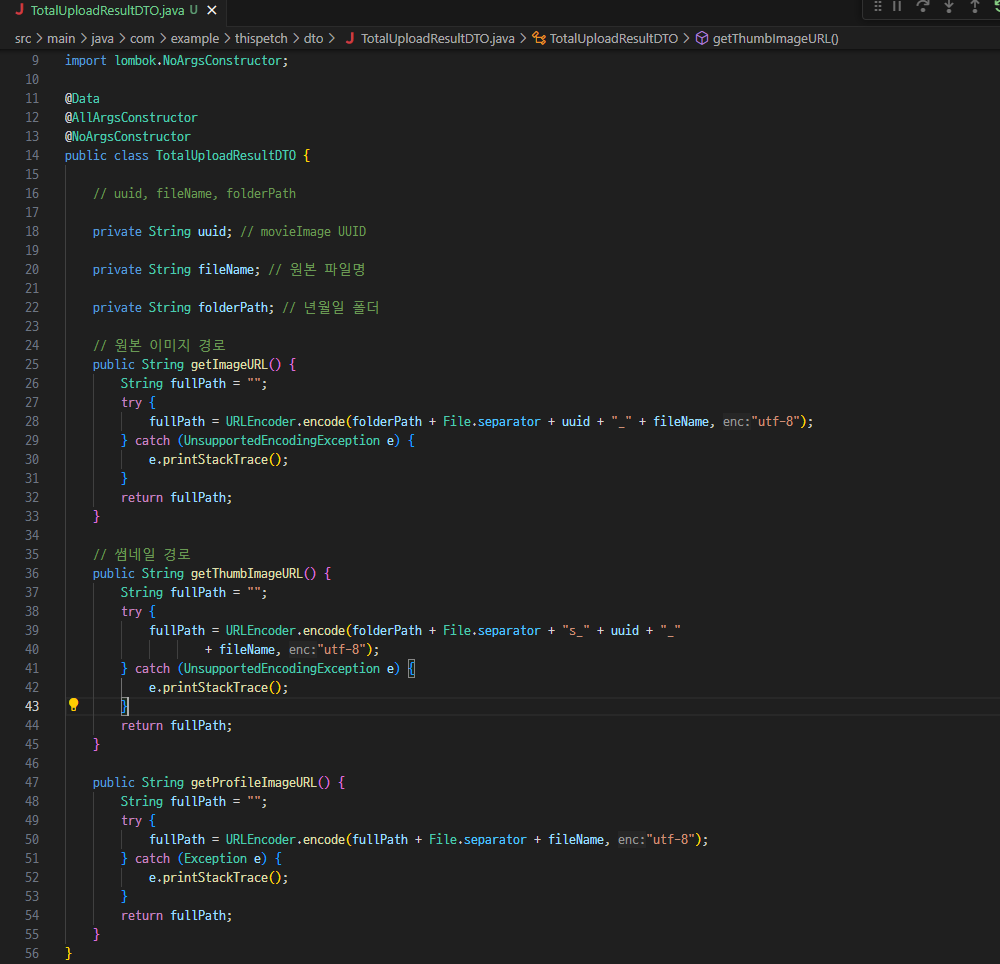 TotalUploadResultDTO.java U
src > main > java > com > example > thispetch > dto > TotalUploadResultDTO.java > TotalUploadResultDTO > getThumbImageURL()
9 import lombok.NoArgsConstructor;
10
11 @Data
12 @AllArgsConstructor
13 @NoArgsConstructor
14 public class TotalUploadResultDTO {
15
16 // uuid, fileName, folderPath
17
18 private String uuid; // movieImage UUID
19
20 private String fileName; // 원본 파일명
21
22 private String folderPath; // 년월일 폴더
23
24 // 원본 이미지 경로
25 public String getImageURL() {
26 String fullPath = "";
27 try {
28 fullPath = URLEncoder.encode(folderPath + File.separator + uuid + "_" + fileName, enc:"utf-8");
29 } catch (UnsupportedEncodingException e) {
30 e.printStackTrace();
31 }
32 return fullPath;
33 }
34
35 // 썸네일 경로
36 public String getThumbImageURL() {
37 String fullPath = "";
38 try {
39 fullPath = URLEncoder.encode(folderPath + File.separator + "s_" + uuid + "_"
40 + fileName, enc:"utf-8");
41 } catch (UnsupportedEncodingException e) {
42 e.printStackTrace();
43 }
44 return fullPath;
45 }
46
47 public String getProfileImageURL() {
48 String fullPath = "";
49 try {
50 fullPath = URLEncoder.encode(fullPath + File.separator + fileName, enc:"utf-8");
51 } catch (Exception e) {
52 e.printStackTrace();
53 }
54 return fullPath;
55 }
56 }